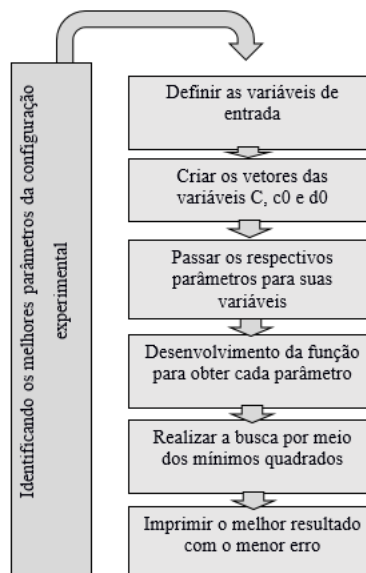 Identificando os melhores parâmetros da configuração
experimental
Definir as variáveis de
entrada
Criar os vetores das
variáveis C, c0 e d0
Passar os respectivos
parâmetros para suas
variáveis
Desenvolvimento da função
para obter cada parâmetro
Realizar a busca por meio
dos mínimos quadrados
Imprimir o melhor resultado
com o menor erro